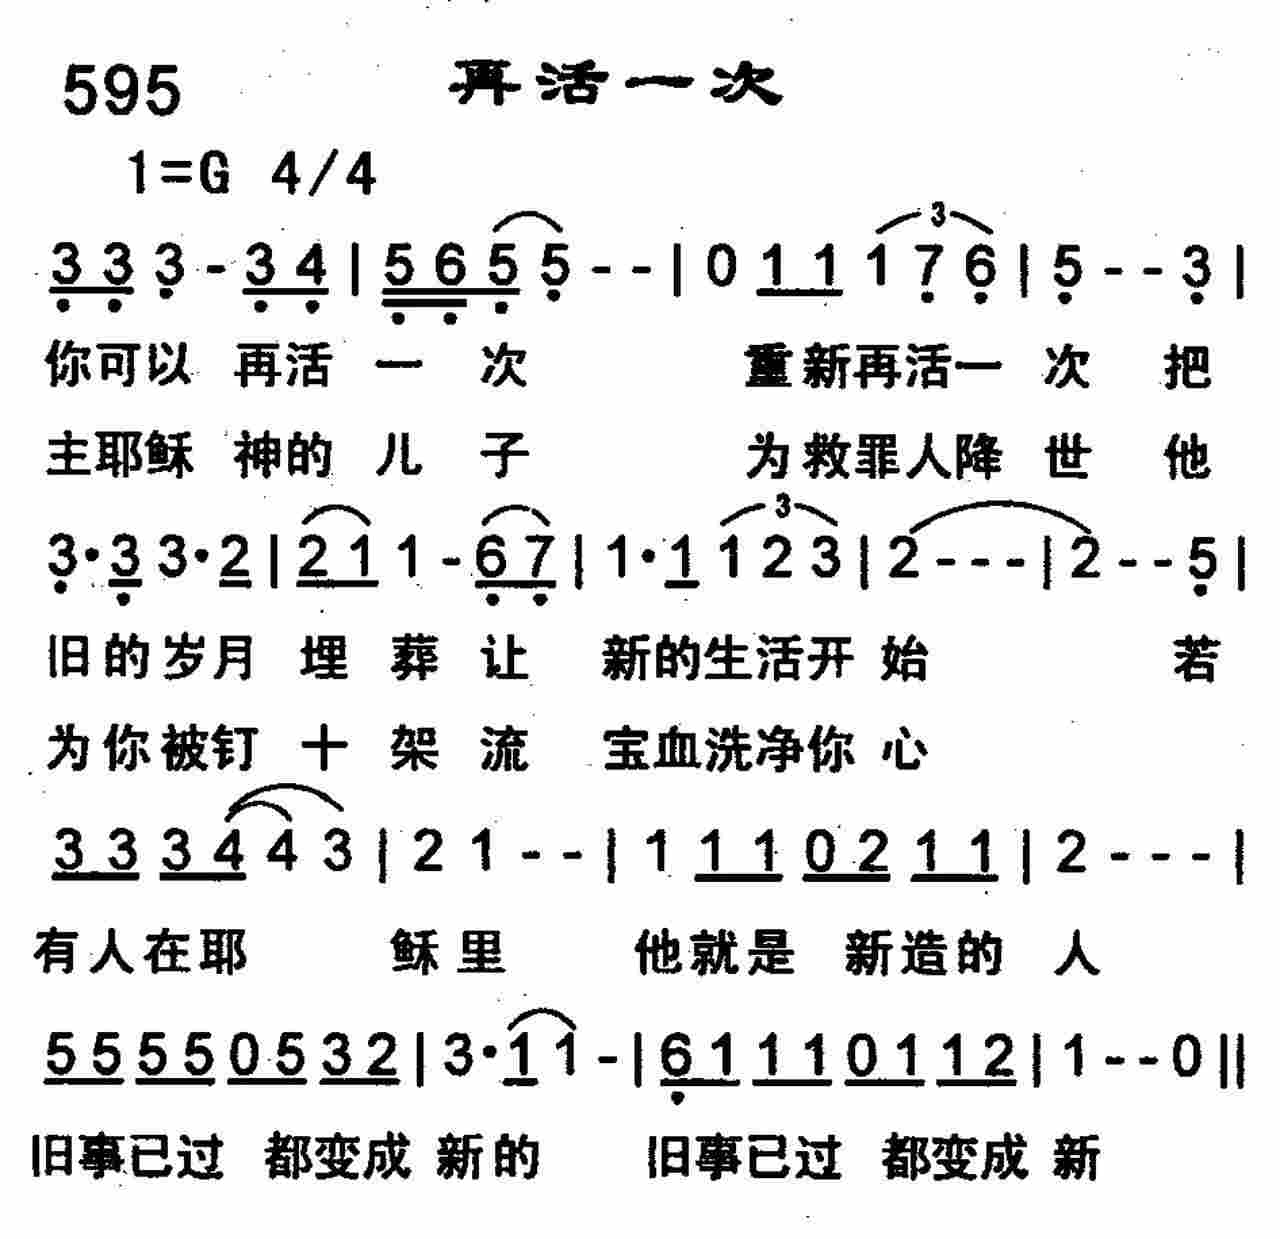 595 再活一次
1=G 4/4
3 3 3 - 3 4 | 5 6 5 5 - - | 0 1 1 1 7 6 | 5 - - 3 |
你可以 再活 一 次 重新再活一 次 把
主耶稣 神的 儿 子 为救罪人降 世 他
3·3 3·2 | 2 1 1 - 6 7 | 1·1 1 2 3 | 2 - - - | 2 - - 5 |
旧的岁月 埋 葬 让 新的生活开 始 若
为你被钉 十 架 流 宝血洗净你 心
3 3 3 4 4 3 | 2 1 - - | 1 1 1 0 2 1 1 | 2 - - - |
有人在耶 稣里 他就是 新造的 人
5 5 5 5 0 5 3 2 | 3·1 1 - | 6 1 1 1 0 1 1 2 | 1 - - 0 ||
旧事已过 都变成 新的 旧事已过 都变成 新